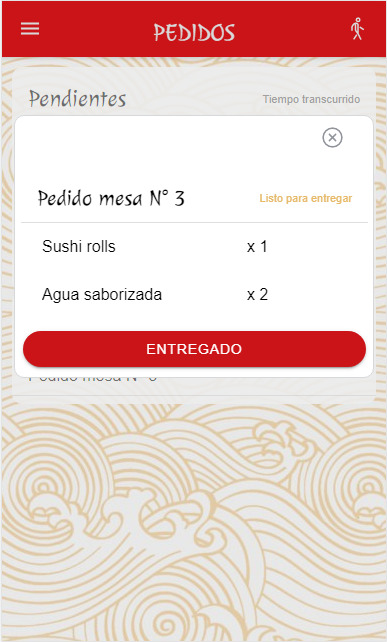 PEDIDOS
Pendientes Tiempo transcurrido
Pedido mesa N° 3 Listo para entregar
Sushi rolls x 1
Agua saborizada x 2
ENTREGADO
Pedido mesa N°